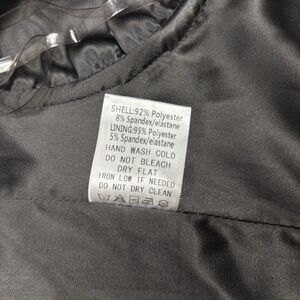 SHELL:92% Polyester
8% Spandex/elastane
LINING:95% Polyester
5% Spandex/elastane
HAND WASH COLD
DO NOT BLEACH
DRY FLAT
IRON LOW IF NEEDED
DO NOT DRY CLEAN